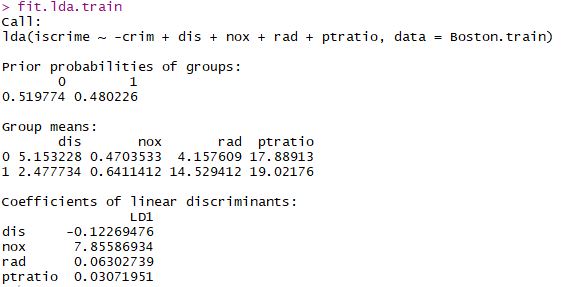 > fit.lda.train
Call:
lda(iscrime ~ -crim + dis + nox + rad + ptratio, data = Boston.train)
Prior probabilities of groups:
0 1
0.519774 0.480226
Group means:
dis nox rad ptratio
0 5.153228 0.4703533 4.157609 17.88913
1 2.477734 0.6411412 14.529412 19.02176
Coefficients of linear discriminants:
LD1
dis -0.12269476
nox 7.85586934
rad 0.06302739
ptratio 0.03071951